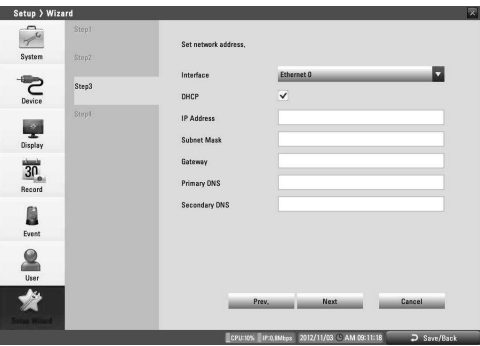 Setup > Wizard
System
Device
Display
30
Record
Event
User
Setup Wizard
Step1
Step2
Step3
Step4
Set network address.
Interface
Ethernet 0
DHCP
IP Address
Subnet Mask
Gateway
Primary DNS
Secondary DNS
Prev.
Next
Cancel
CPU:10% IP:0.8Mbps 2012/11/03 AM 09:11:18 Save/Back